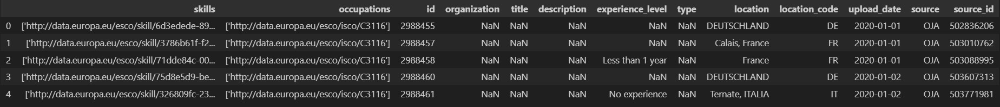 skills occupations id organization title description experience_level type location location_code upload_date source source_id
0 ['http://data.europa.eu/esco/skill/6d3edede-89... ['http://data.europa.eu/esco/isco/C3116'] 2988455 NaN NaN NaN NaN NaN DEUTSCHLAND DE 2020-01-01 OJA 502836206
1 ['http://data.europa.eu/esco/skill/3786b61f-f2... ['http://data.europa.eu/esco/isco/C3116'] 2988457 NaN NaN NaN NaN NaN Calais, France FR 2020-01-01 OJA 503010762
2 ['http://data.europa.eu/esco/skill/71dde84c-00... ['http://data.europa.eu/esco/isco/C3116'] 2988458 NaN NaN NaN Less than 1 year NaN France FR 2020-01-01 OJA 503088995
3 ['http://data.europa.eu/esco/skill/75d8e5d9-be... ['http://data.europa.eu/esco/isco/C3116'] 2988460 NaN NaN NaN NaN NaN DEUTSCHLAND DE 2020-01-02 OJA 503607313
4 ['http://data.europa.eu/esco/skill/326809fc-23... ['http://data.europa.eu/esco/isco/C3116'] 2988461 NaN NaN NaN No experience NaN Ternate, ITALIA IT 2020-01-02 OJA 503771981